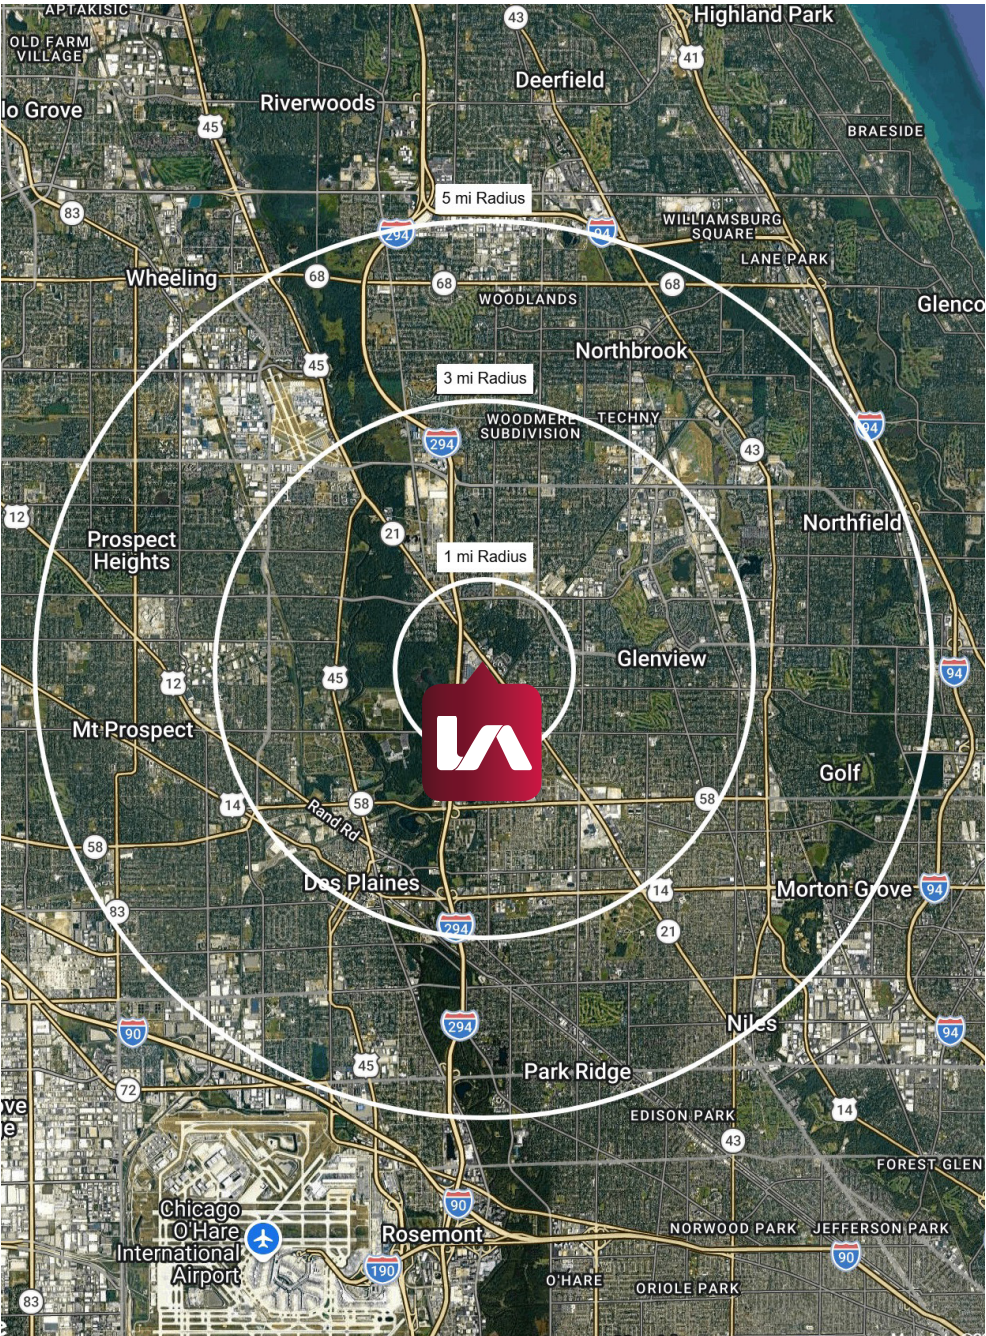 APTAKISIC
43
Highland Park
OLD FARM
VILLAGE
41
Deerfield
lo Grove
Riverwoods
45
BRAESIDE
5 mi Radius
83
294
94
WILLIAMSBURG
SQUARE
LANE PARK
Wheeling
68
68
68
WOODLANDS
Glenco
Northbrook
45
3 mi Radius
WOODMERE
SUBDIVISION
TECHNY
94
294
43
12
21
Northfield
Prospect
Heights
1 mi Radius
Glenview
45
12
94
Mt Prospect
LA
Golf
14
58
58
Rand Rd
58
Des Plaines
14
Morton Grove
94
83
294
21
90
294
Niles
94
45
Park Ridge
72
ve
e
EDISON PARK
14
43
FOREST GLEN
Chicago
O'Hare
International
Airport
90
Rosemont
NORWOOD PARK
JEFFERSON PARK
90
190
O'HARE
ORIOLE PARK
83